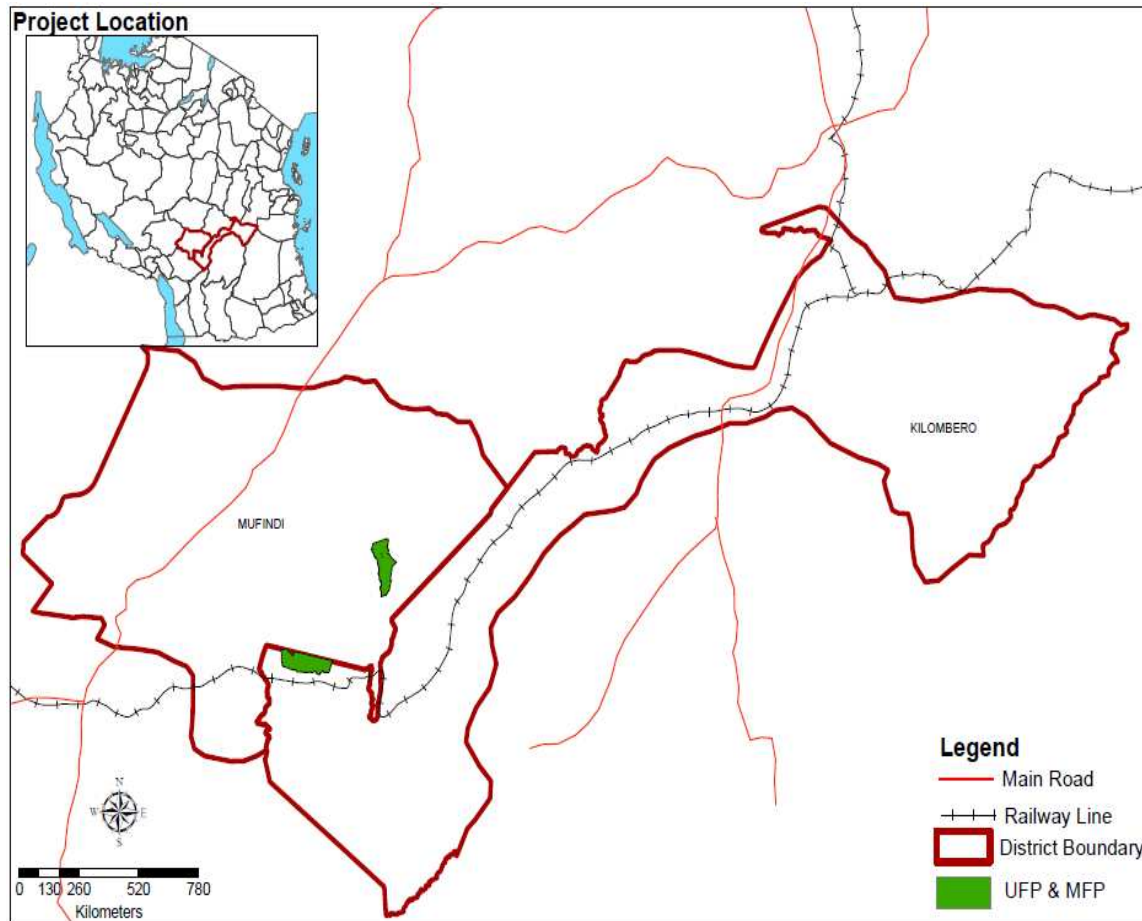 Project Location
KILOMBERO
MUFINDI
Legend
Main Road
Railway Line
District Boundary
UFP & MFP
N
W E
S
0 130 260 520 780
Kilometers